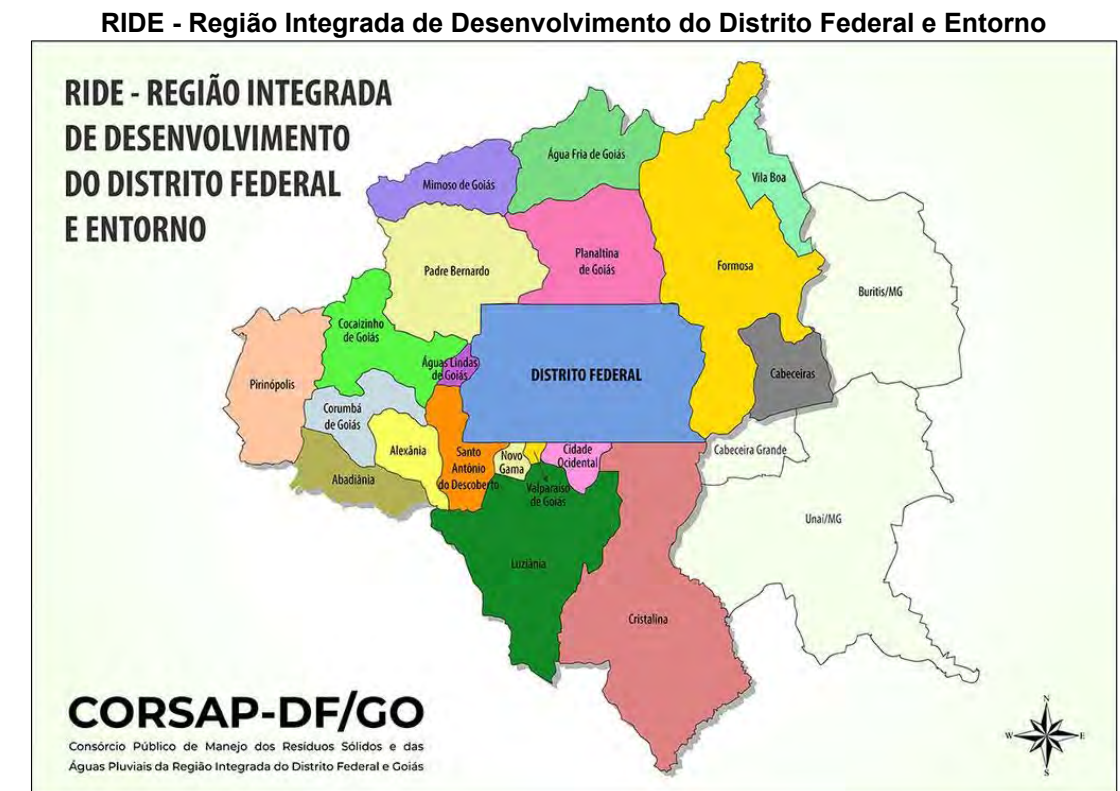 RIDE - Região Integrada de Desenvolvimento do Distrito Federal e Entorno
RIDE - REGIÃO INTEGRADA
DE DESENVOLVIMENTO
DO DISTRITO FEDERAL
E ENTORNO
Mimoso de Goiás
Água Fria de Goiás
Vila Boa
Padre Bernardo
Planaltina
de Goiás
Formosa
Buritis/MG
Cocalzinho
de Goiás
Águas Lindas
de Goiás
Pirinópolis
DISTRITO FEDERAL
Cabeceiras
Corumbá
de Goiás
Alexânia
Santo
Antônio
do Descoberto
Novo
Gama
Cidade
Ocidental
Cabeceira Grande
Abadiânia
Valparaíso
de Goiás
Unaí/MG
Luziânia
Cristalina
CORSAP-DF/GO
Consórcio Público de Manejo dos Resíduos Sólidos e das
Águas Pluviais da Região Integrada do Distrito Federal e Goiás
N
W
E
S